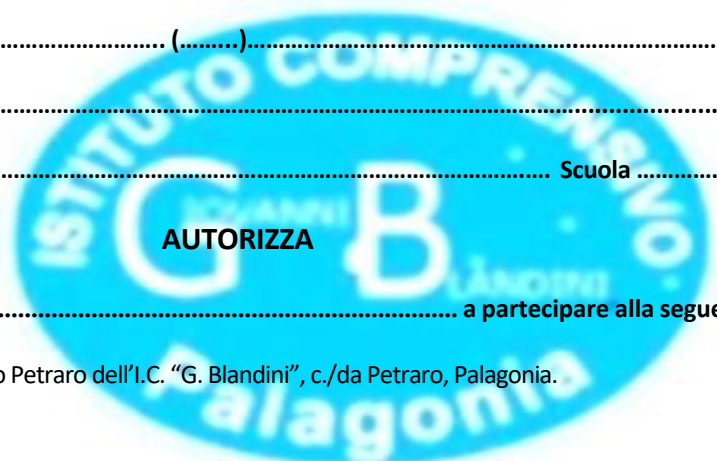 …………………….. (………)……………………………………………………………
………………………………………………………………………………………
………………………………………………………………… Scuola …………
AUTORIZZA
………………………………………………………… a partecipare alla segue
o Petraro dell’I.C. “G. Blandini”, c./da Petraro, Palagonia.
ISTITUTO COMPRENSIVO
GIOVANNI BLANDINI
Palagonia